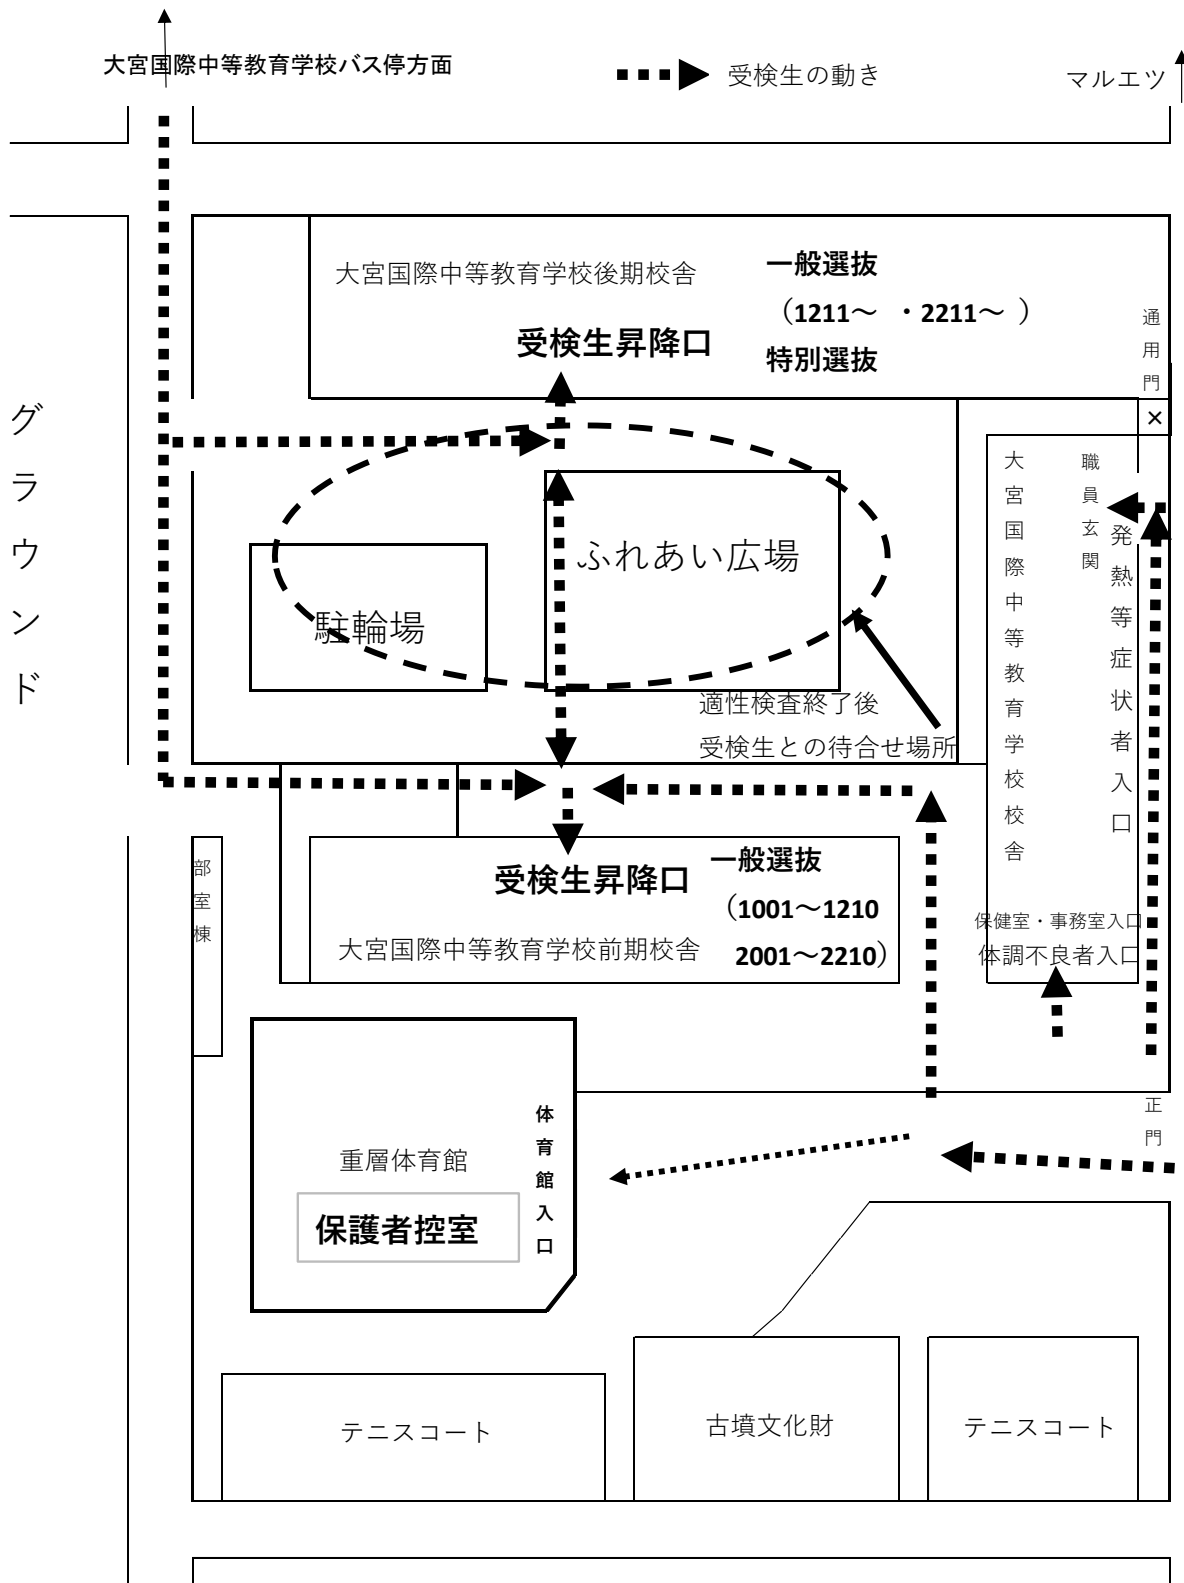 大宮国際中等教育学校バス停方面
受検生の動き
マルエツ
グラウンド
大宮国際中等教育学校後期校舎
一般選抜
（1211～ ・2211～ ）
受検生昇降口
特別選抜
通用門
×
ふれあい広場
駐輪場
適性検査終了後
受検生との待合せ場所
大宮国際中等教育学校校舎
職員玄関
発熱等症状者入口
保健室・事務室入口
体調不良者入口
部室棟
受検生昇降口
一般選抜
（1001～1210
2001～2210）
大宮国際中等教育学校前期校舎
正門
重層体育館
保護者控室
体育館入口
テニスコート
古墳文化財
テニスコート